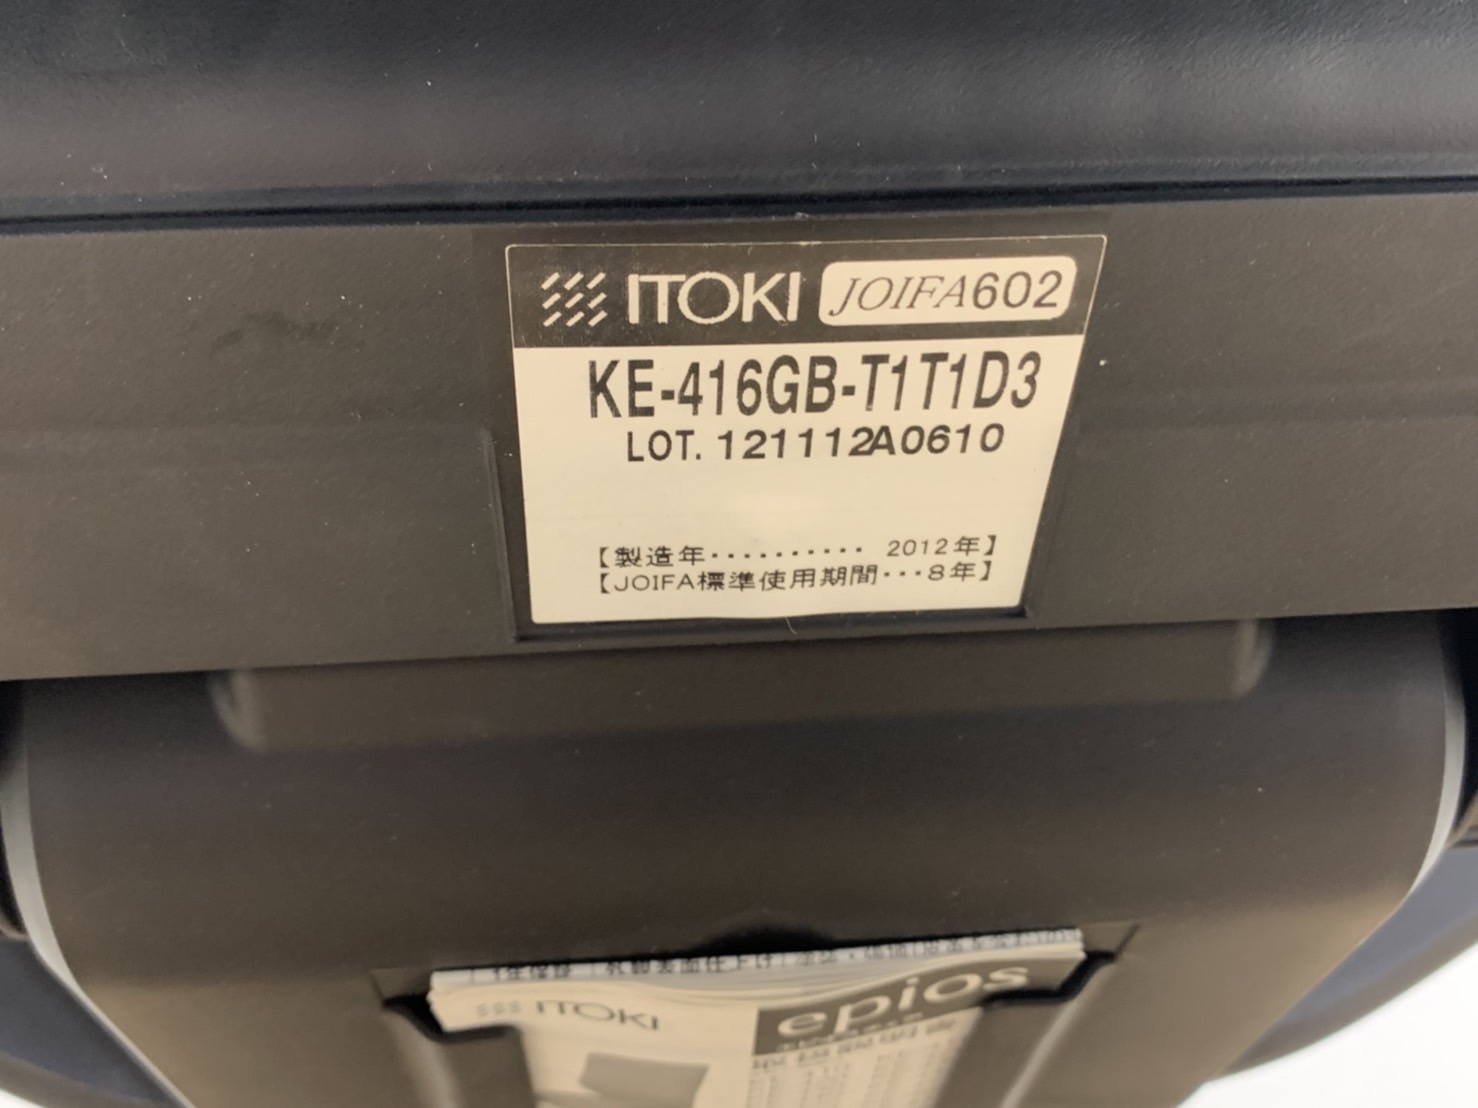 ITOKI JOIFA602
KE-416GB-T1T1D3
LOT. 121112A0610
【製造年・・・・・・・・・・ 2012年】
【JOIFA標準使用期間・・・8年】
ITOKI epios